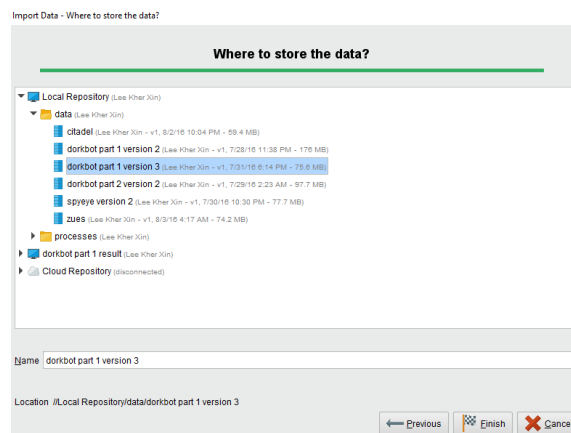 Import Data - Where to store the data?
Where to store the data?
Local Repository (Lee Kher Xin)
data (Lee Kher Xin)
citadel (Lee Kher Xin - v1, 8/2/16 10:04 PM - 59.4 MB)
dorkbot part 1 version 2 (Lee Kher Xin - v1, 7/28/16 11:38 PM - 176 MB)
dorkbot part 1 version 3 (Lee Kher Xin - v1, 7/31/16 6:14 PM - 75.6 MB)
dorkbot part 2 version 2 (Lee Kher Xin - v1, 7/29/16 2:23 AM - 97.7 MB)
spyeye version 2 (Lee Kher Xin - v1, 7/30/16 10:30 PM - 77.7 MB)
zues (Lee Kher Xin - v1, 8/3/16 4:17 AM - 74.2 MB)
processes (Lee Kher Xin)
dorkbot part 1 result (Lee Kher Xin)
Cloud Repository (disconnected)
Name dorkbot part 1 version 3
Location //Local Repository/data/dorkbot part 1 version 3
Previous Finish Cance